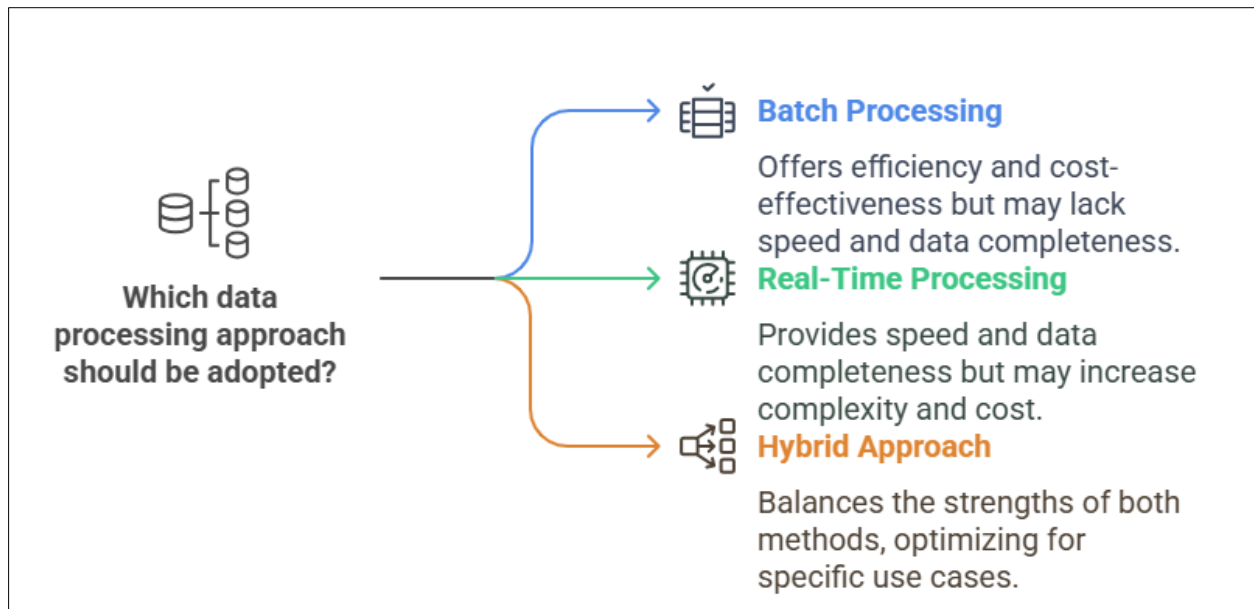 Which data
processing approach
should be adopted?
Batch Processing
Offers efficiency and cost-
effectiveness but may lack
speed and data completeness.
Real-Time Processing
Provides speed and data
completeness but may increase
complexity and cost.
Hybrid Approach
Balances the strengths of both
methods, optimizing for
specific use cases.